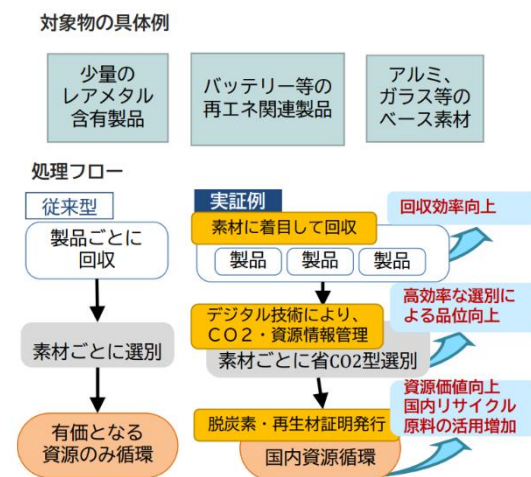 対象物の具体例
少量の
レアメタル
含有製品
バッテリー等の
再エネ関連製品
アルミ、
ガラス等の
ベース素材
処理フロー
従来型
製品ごとに
回収
素材ごとに選別
有価となる
資源のみ循環
実証例
素材に着目して回収
製品
製品
製品
回収効率向上
デジタル技術により、
CO2・資源情報管理
素材ごとに省CO2型選別
高効率な選別に
よる品位向上
脱炭素・再生材証明発行
国内資源循環
資源価値向上
国内リサイクル
原料の活用増加